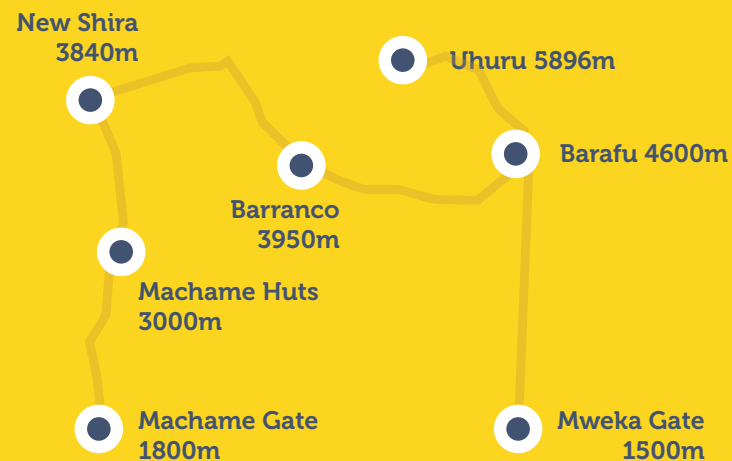 New Shira
3840m
Uhuru 5896m
Barafu 4600m
Barranco
3950m
Machame Huts
3000m
Machame Gate
1800m
Mweka Gate
1500m